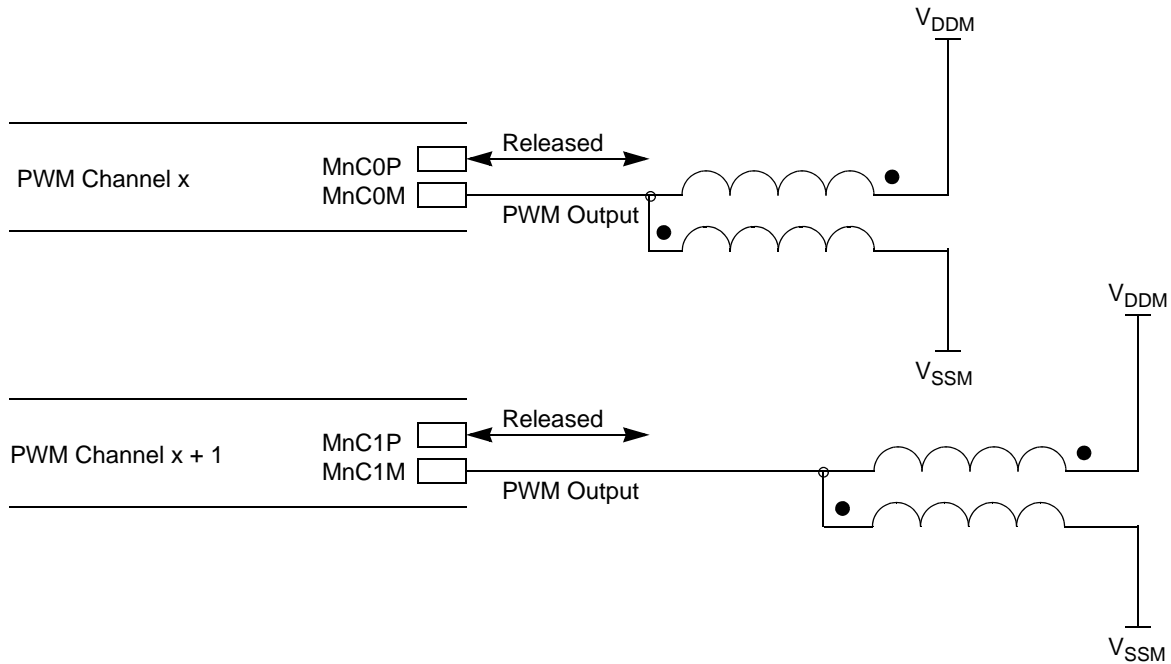 VDDM
Released
MnC0P
PWM Channel x
MnC0M
PWM Output
VDDM
VSSM
Released
MnC1P
PWM Channel x + 1
MnC1M
PWM Output
VSSM